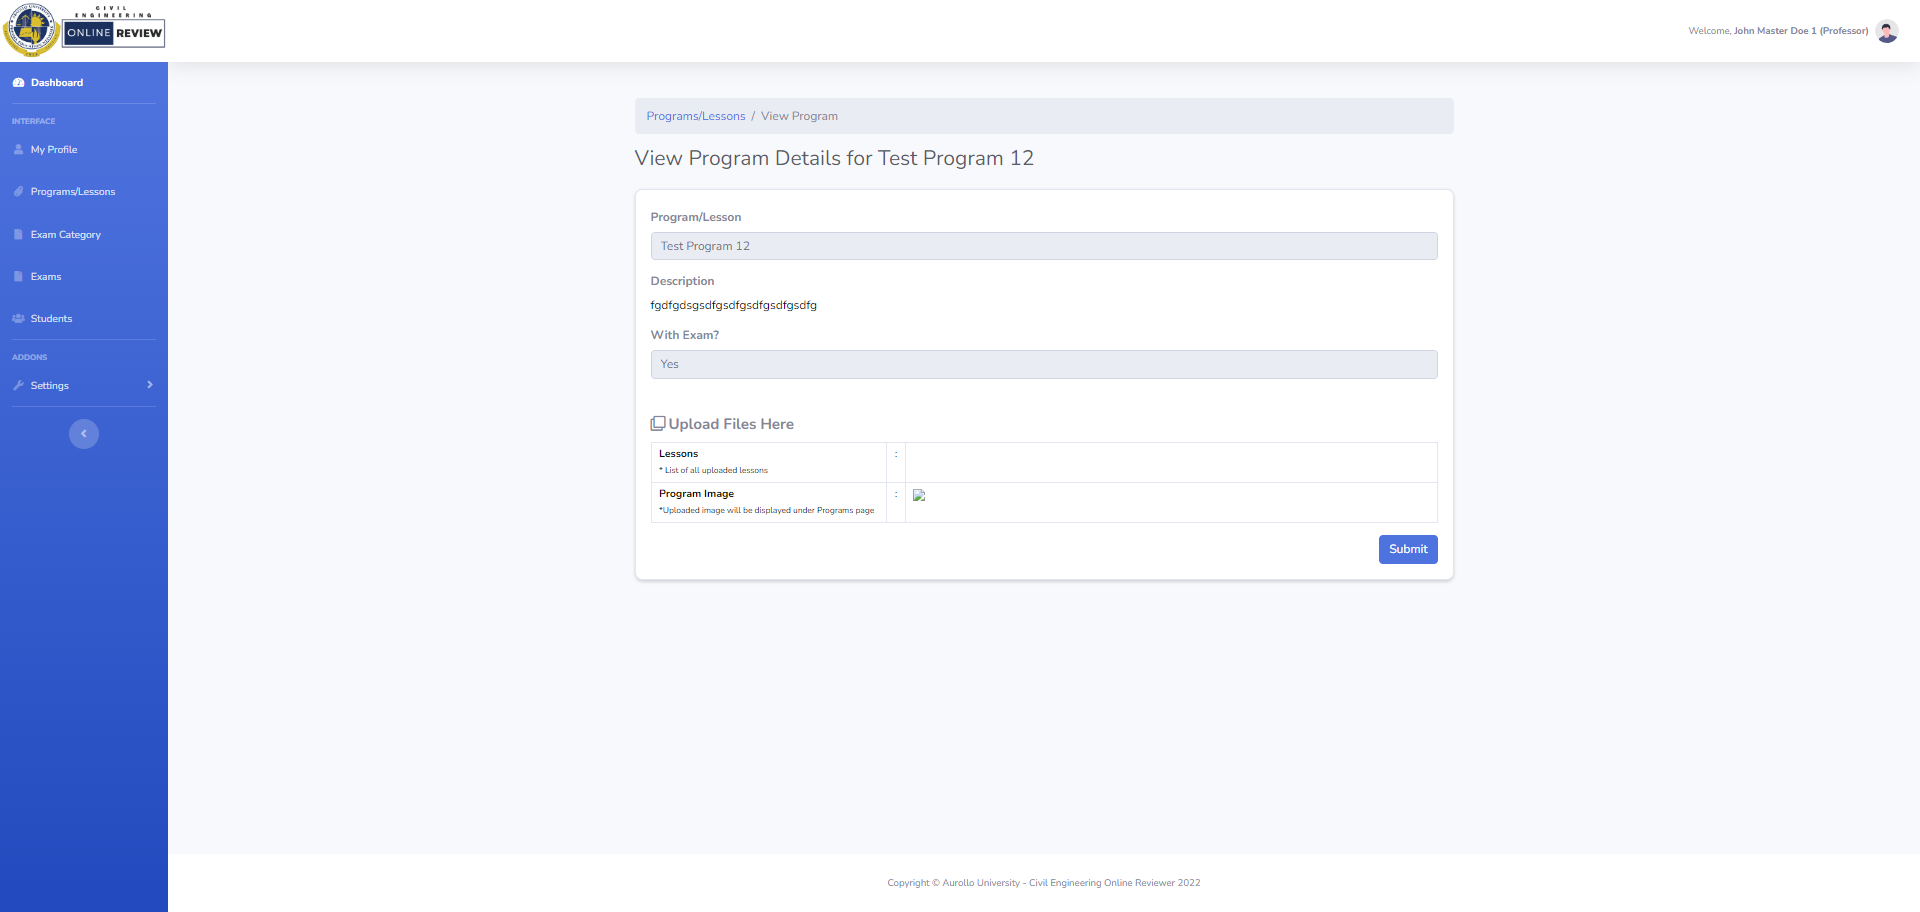 CIVIL
ENGINEERING
ONLINE REVIEW
Welcome, John Master Doe 1 (Professor)
Dashboard
INTERFACE
My Profile
Programs/Lessons
Exam Category
Exams
Students
ADDONS
Settings
Programs/Lessons / View Program
View Program Details for Test Program 12
Program/Lesson
Test Program 12
Description
fgdfgdsgsdfgsdfgsdfgsdfgsdfgsdfg
With Exam?
Yes
Upload Files Here
Lessons :
* List of all uploaded lessons
Program Image :
*Uploaded image will be displayed under Programs page
Submit
Copyright © Aurollo University - Civil Engineering Online Reviewer 2022